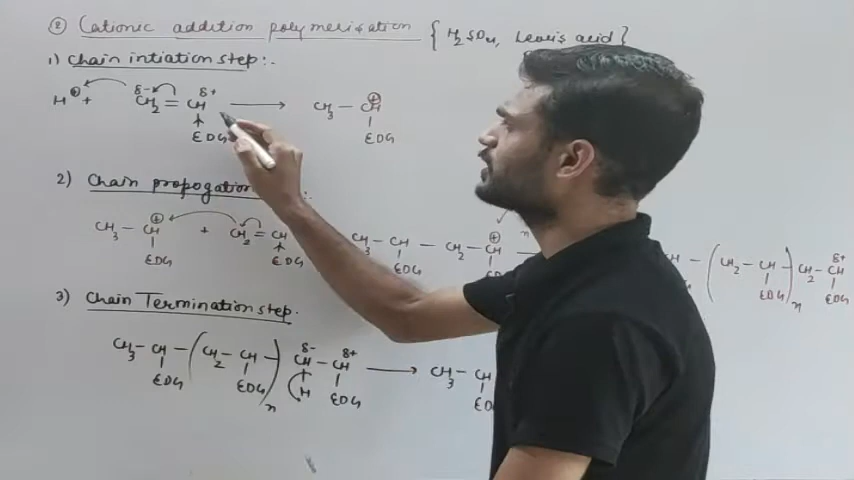 ② Cationic addition polymerisation { H2SO4, Lewis acid }
1) Chain intiation step:-
H⊕ + δ- CH2 = CH δ+ ⟶ CH3 — CH⊕
EDG EDG
2) Chain propogation :
CH3 — CH⊕ + CH2 = CH CH3 — CH — CH2 — CH⊕ n CH — ( CH2 — CH )n CH2 — CH δ+
EDG EDG EDG EDG EDG
3) Chain Termination step.
CH3 — CH — ( CH2 — CH )n CH δ- — CH δ+ ⟶ CH3 — CH
EDG EDG H EDG